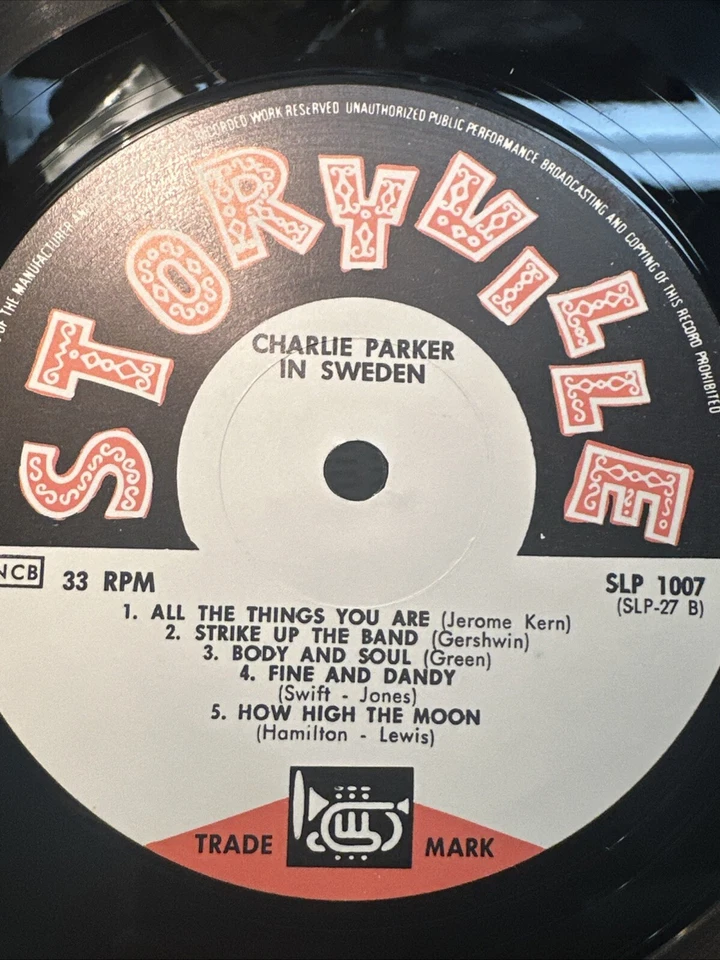 OF THE MANUFACTURER AN
RECORDED WORK RESERVED UNAUTHORIZED PUBLIC PERFORMANCE BROADCASTING AND COPYING OF THIS RECORD PROHIBITED
STORYVILLE
CHARLIE PARKER
IN SWEDEN
NCB
33 RPM
SLP 1007
(SLP-27 B)
1. ALL THE THINGS YOU ARE (Jerome Kern)
2. STRIKE UP THE BAND (Gershwin)
3. BODY AND SOUL (Green)
4. FINE AND DANDY
(Swift - Jones)
5. HOW HIGH THE MOON
(Hamilton - Lewis)
TRADE MARK